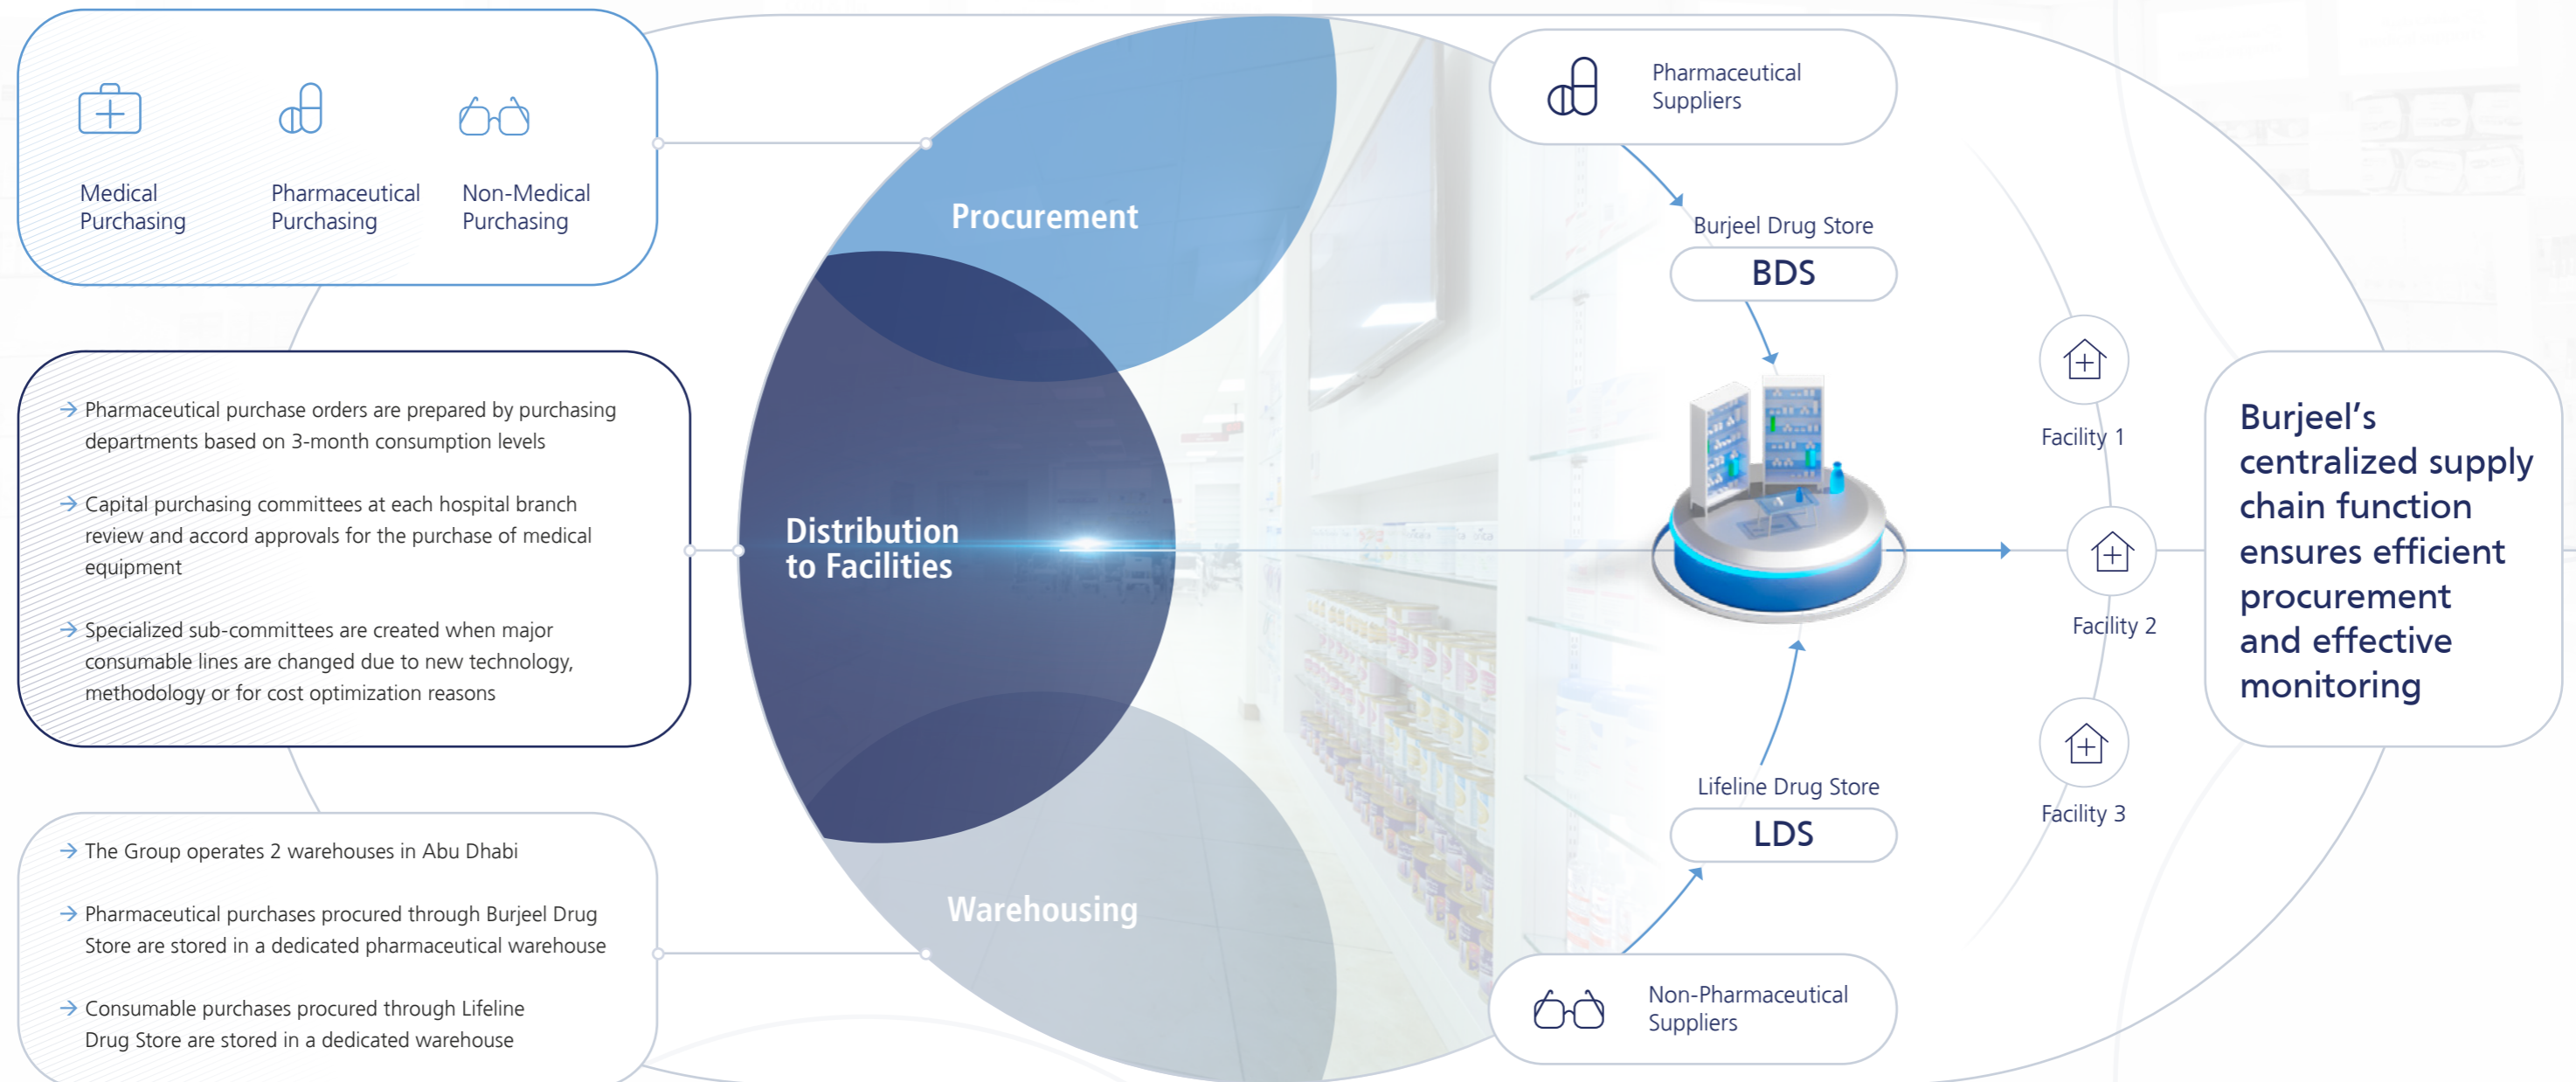 Medical
Purchasing
Pharmaceutical
Purchasing
Non-Medical
Purchasing
→ Pharmaceutical purchase orders are prepared by purchasing
departments based on 3-month consumption levels
→ Capital purchasing committees at each hospital branch
review and accord approvals for the purchase of medical
equipment
→ Specialized sub-committees are created when major
consumable lines are changed due to new technology,
methodology or for cost optimization reasons
→ The Group operates 2 warehouses in Abu Dhabi
→ Pharmaceutical purchases procured through Burjeel Drug
Store are stored in a dedicated pharmaceutical warehouse
→ Consumable purchases procured through Lifeline
Drug Store are stored in a dedicated warehouse
Procurement
Distribution
to Facilities
Warehousing
Pharmaceutical
Suppliers
Burjeel Drug Store
BDS
Lifeline Drug Store
LDS
Non-Pharmaceutical
Suppliers
Facility 1
Facility 2
Facility 3
Burjeel’s
centralized supply
chain function
ensures efficient
procurement
and effective
monitoring